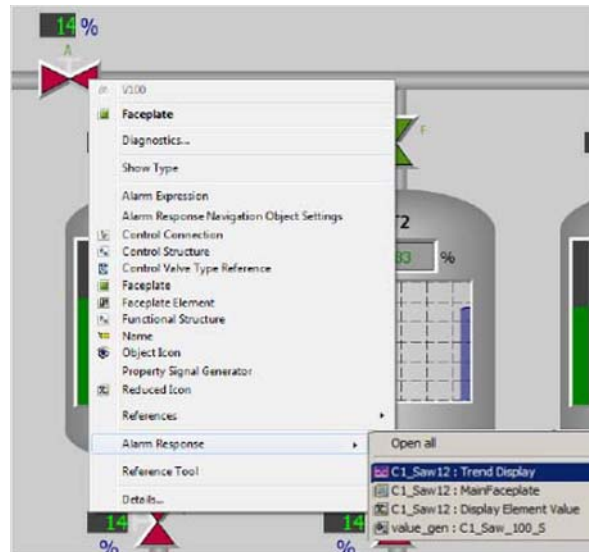 14 %
A
V100
Faceplate
Diagnostics...
F
Show Type
Alarm Expression
Alarm Response Navigation Object Settings
T2
Control Connection
Control Structure
83 %
Control Valve Type Reference
Faceplate
Faceplate Element
Functional Structure
Name
Object Icon
Property Signal Generator
Reduced Icon
References
Alarm Response
Open all
Reference Tool
C1_Saw12 : Trend Display
C1_Saw12 : MainFaceplate
Details...
C1_Saw12 : Display Element Value
value_gen : C1_Saw_100_S
14
%
14
%